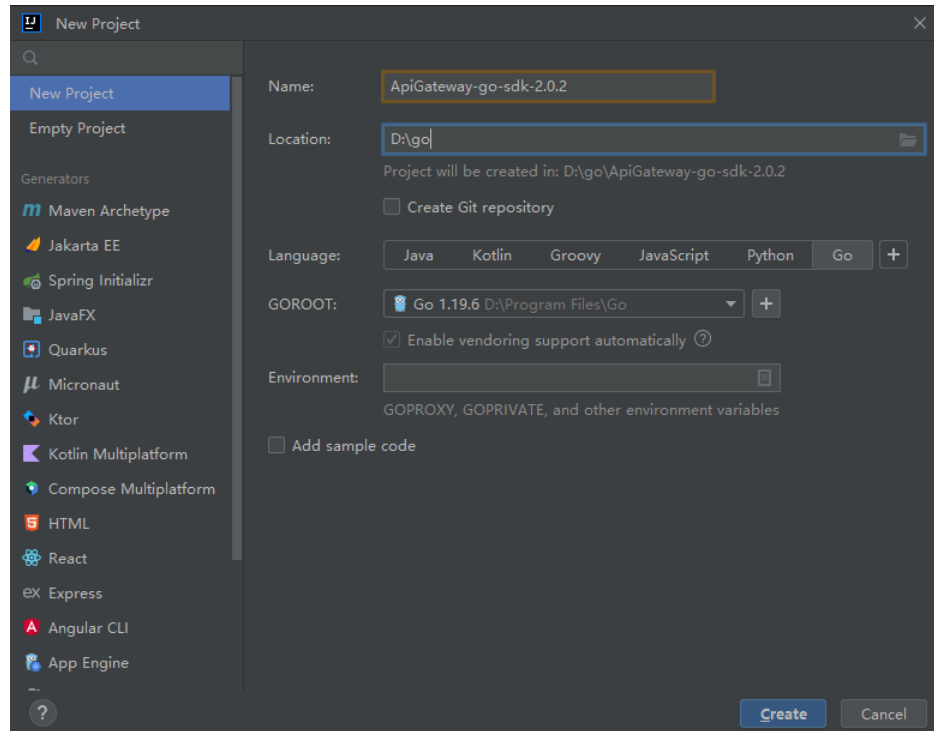 IJ New Project
New Project
Empty Project
Generators
Maven Archetype
Jakarta EE
Spring Initializr
JavaFX
Quarkus
Micronaut
Ktor
Kotlin Multiplatform
Compose Multiplatform
HTML
React
ex Express
Angular CLI
App Engine
Name: ApiGateway-go-sdk-2.0.2
Location: D:\go
Project will be created in: D:\go\ApiGateway-go-sdk-2.0.2
Create Git repository
Language: Java Kotlin Groovy JavaScript Python Go +
GOROOT: Go 1.19.6 D:\Program Files\Go +
Enable vendoring support automatically ?
Environment:
GOPROXY, GOPRIVATE, and other environment variables
Add sample code
? Create Cancel